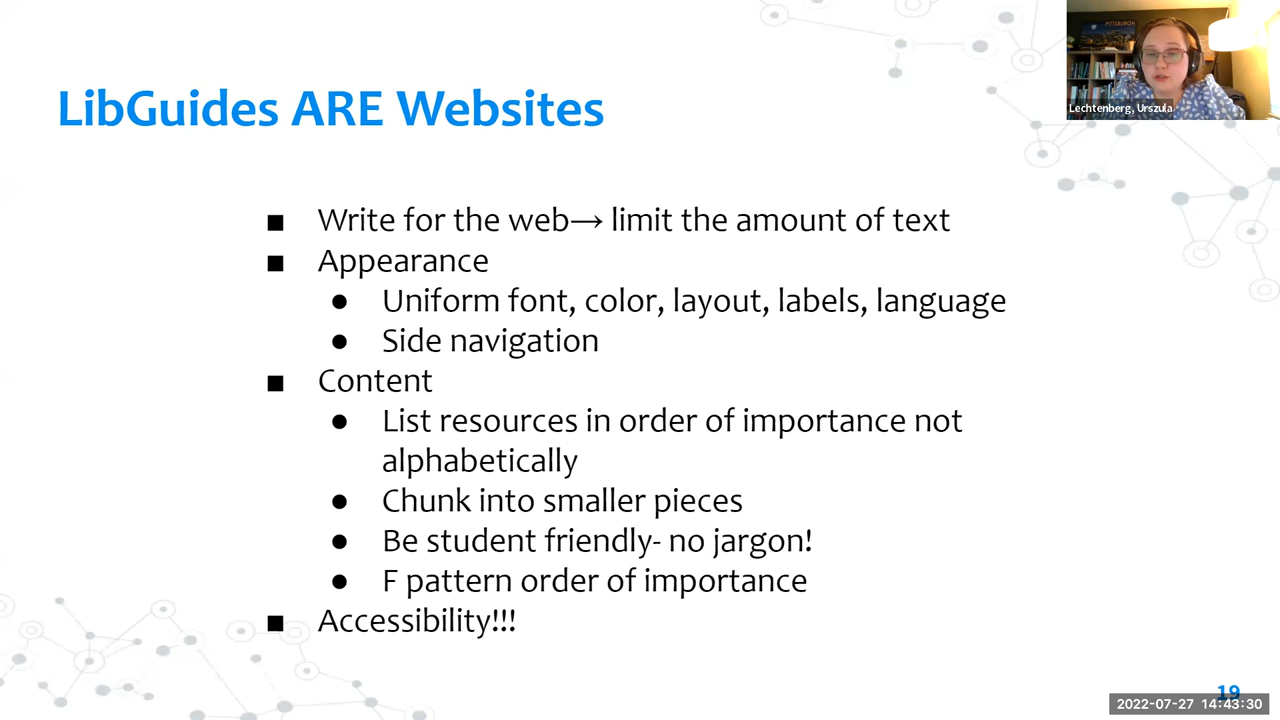 PITTSBURGH
Lechtenberg, Urszula
LibGuides ARE Websites
■ Write for the web→ limit the amount of text
■ Appearance
● Uniform font, color, layout, labels, language
● Side navigation
■ Content
● List resources in order of importance not
alphabetically
● Chunk into smaller pieces
● Be student friendly- no jargon!
● F pattern order of importance
■ Accessibility!!!
19
2022-07-27 14:43:30